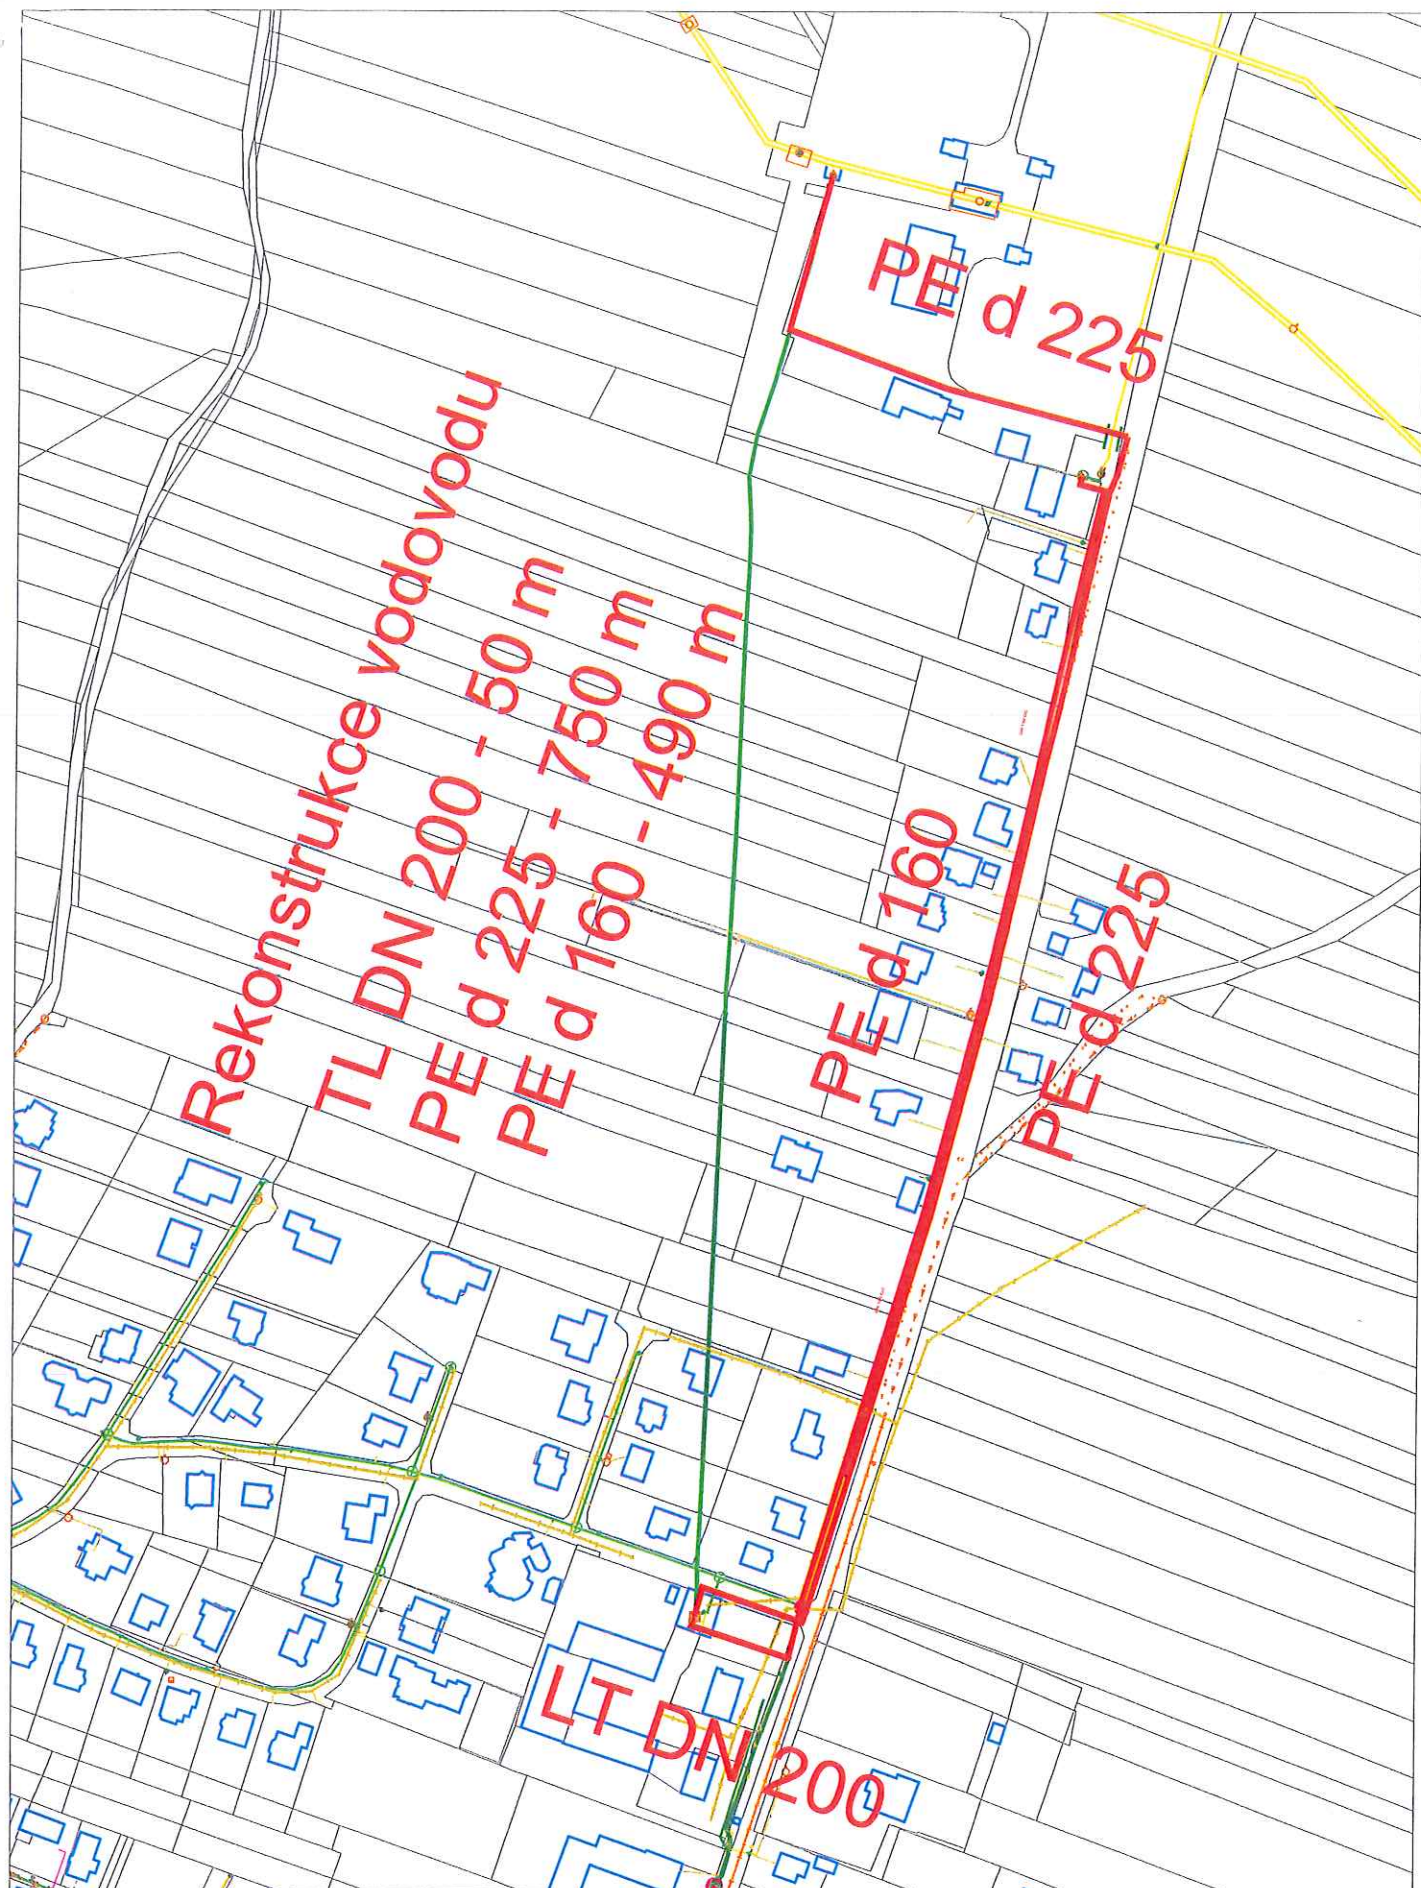 PE d 225
Rekonstrukce vodovodu
TL DN 200 - 50 m
PE d 225 - 750 m
PE d 160 - 490 m
PE d 160
PE d 225
LT DN 200